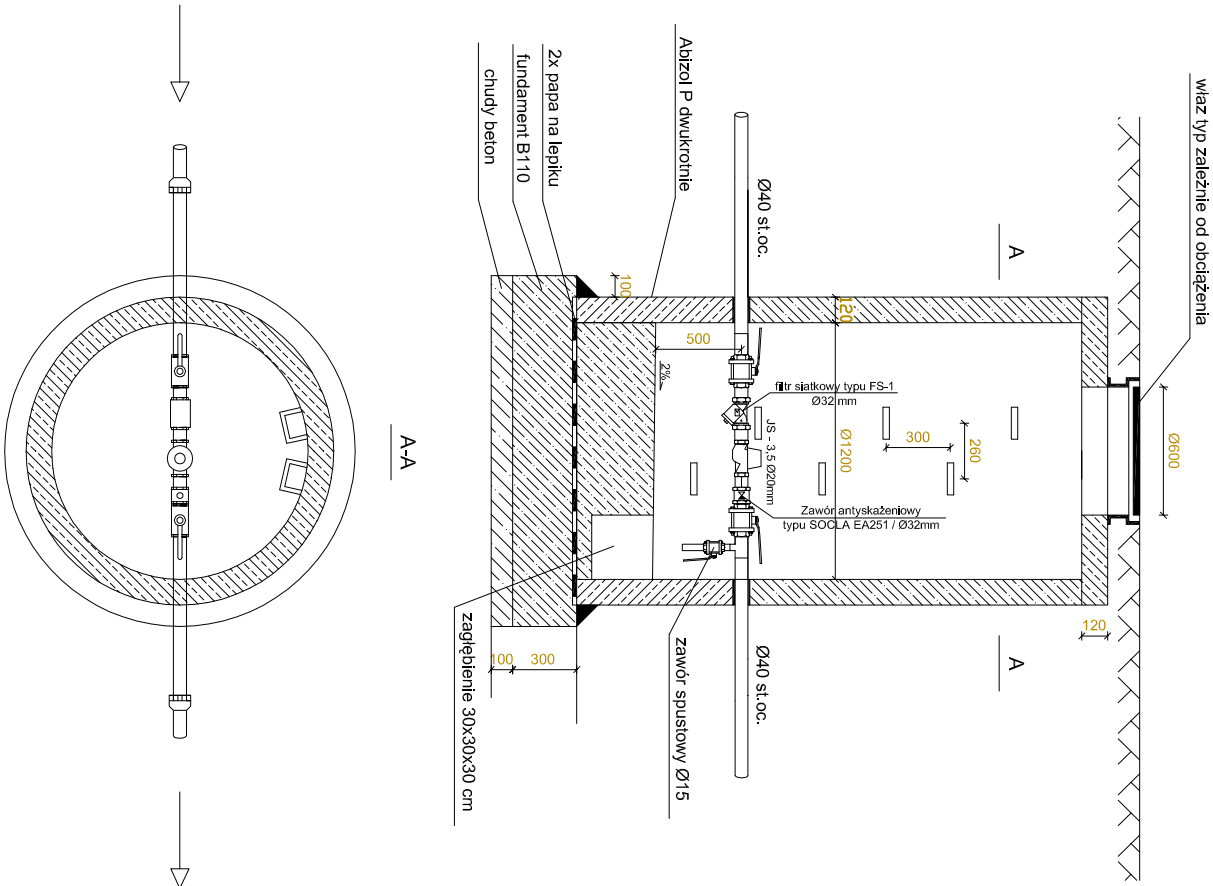 właz typ zależnie od obciążenia
A
A
Ø600
120
300
260
Ø1200
120
Abizol P dwukrotnie
Ø40 st.oc.
Ø40 st.oc.
filtr siatkowy typu FS-1
Ø32 mm
JS - 3,5 Ø20mm
Zawór antyskażeniowy
typu SOCLA EA251 / Ø32mm
500
2%
100
zawór spustowy Ø15
zagłębienie 30x30x30 cm
2x papa na lepiku
fundament B110
chudy beton
100
300
A-A